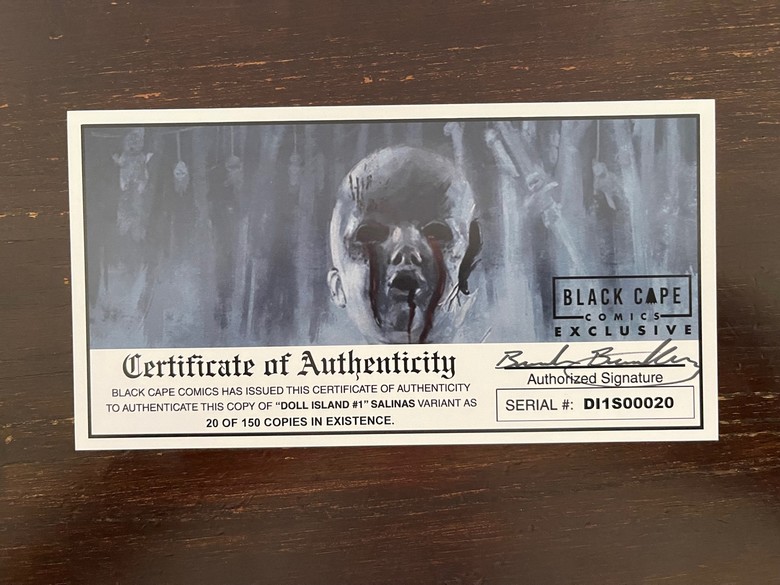 BLACK CAPE
COMICS
EXCLUSIVE
Certificate of Authenticity
BLACK CAPE COMICS HAS ISSUED THIS CERTIFICATE OF AUTHENTICITY
TO AUTHENTICATE THIS COPY OF “DOLL ISLAND #1” SALINAS VARIANT AS
20 OF 150 COPIES IN EXISTENCE.
Authorized Signature
SERIAL #: DI1S00020